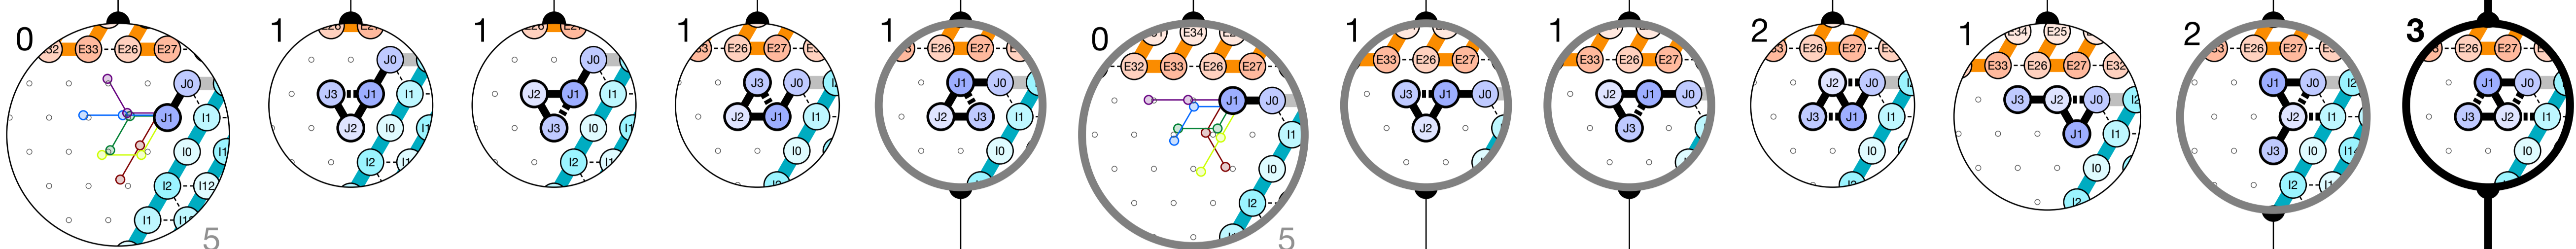 0 E33 E26 E27 J0 J1 I1 I0 I2 I12 I1 5
1 J0 J3 J1 I1 J2 I0 I2
1 J0 J2 J1 I1 J3 I0 I2
1 E26 E27 J3 J0 J2 J1 I1 I0
1 E26 E27 J1 J0 J2 J3 I1 I0
0 E34 E32 E33 E26 E27 J1 J0 I1 I0 I2 5
1 E33 E26 E27 J3 J1 J0 J2
1 E33 E26 E27 J2 J1 J0 J3
2 E26 E27 J2 J0 J3 J1 I1 I0
1 E34 E25 E33 E26 E27 E32 J3 J2 J0 I2 J1 I1 I0 I2
2 E26 E27 J1 J0 I2 J2 I1 J3 I0 I2
3 E26 E27 J1 J0 J3 J2 I1 I0